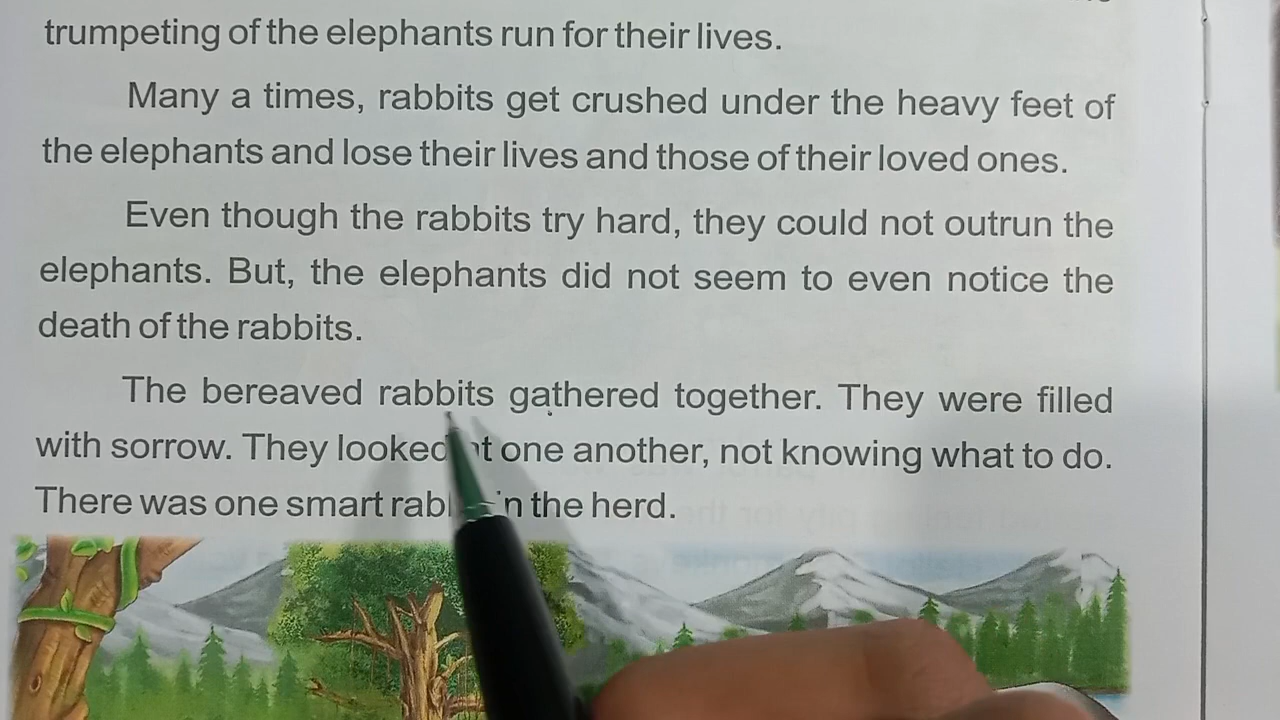 trumpeting of the elephants run for their lives.
Many a times, rabbits get crushed under the heavy feet of
the elephants and lose their lives and those of their loved ones.
Even though the rabbits try hard, they could not outrun the
elephants. But, the elephants did not seem to even notice the
death of the rabbits.
The bereaved rabbits gathered together. They were filled
with sorrow. They looked at one another, not knowing what to do.
There was one smart rabbit in the herd.